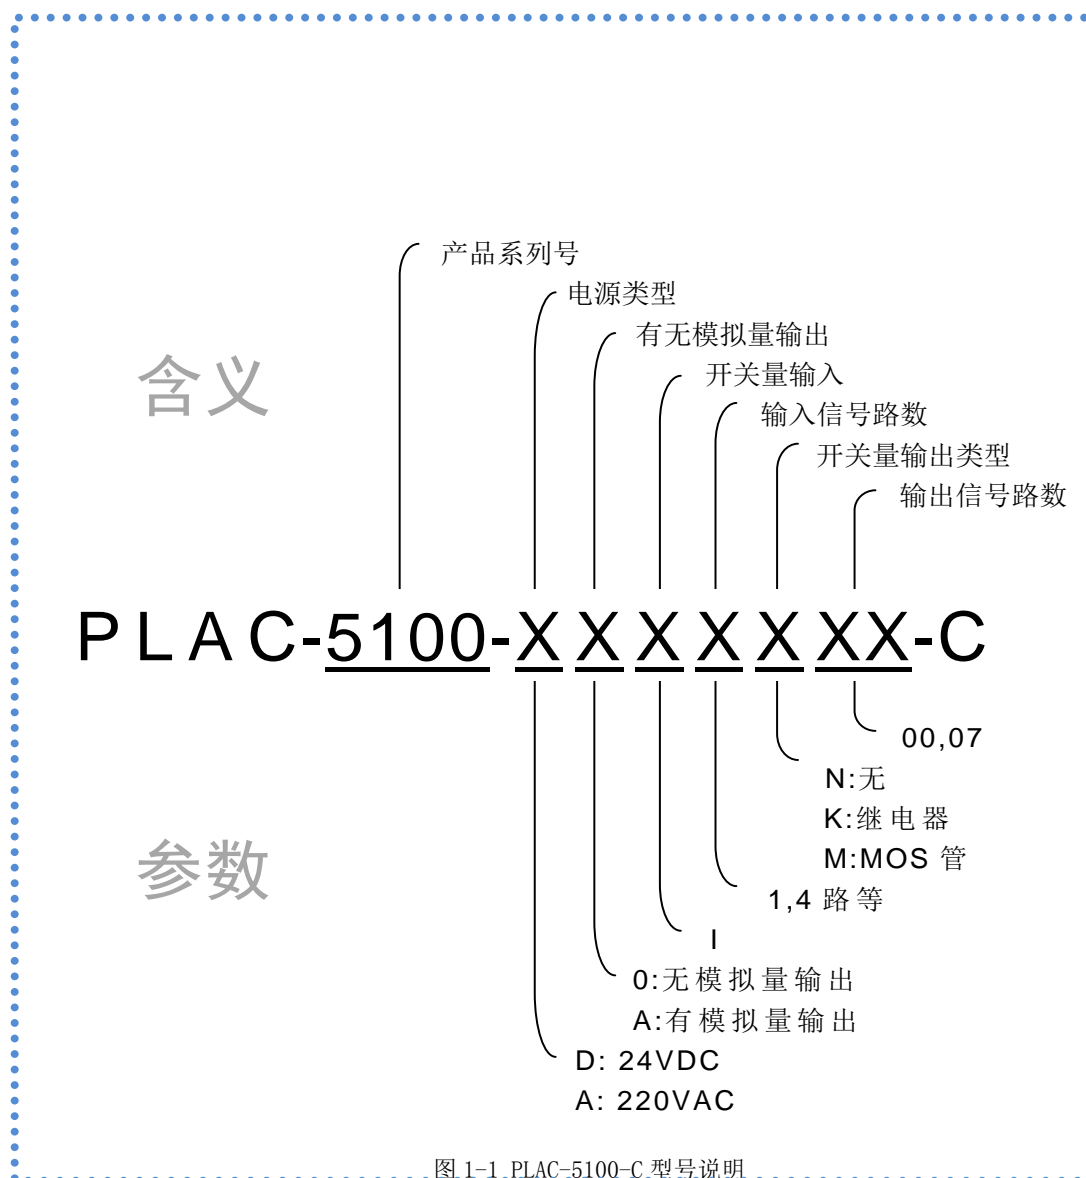 产品系列号
电源类型
有无模拟量输出
开关量输入
输入信号路数
开关量输出类型
输出信号路数
含义
PLAC-5100-XXXXXXX-C
参数
00,07
N:无
K:继电器
M:MOS 管
1,4 路等
I
0:无模拟量输出
A:有模拟量输出
D: 24VDC
A: 220VAC
图 1-1 PLAC-5100-C 型号说明